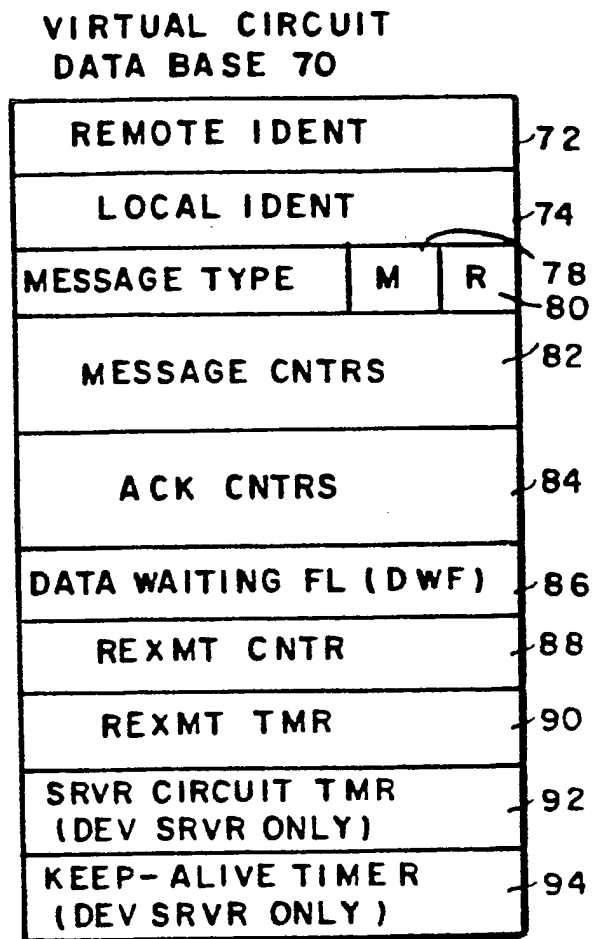 VIRTUAL CIRCUIT
DATA BASE 70
REMOTE IDENT 72
LOCAL IDENT 74
MESSAGE TYPE M R 78
80
MESSAGE CNTRS 82
ACK CNTRS 84
DATA WAITING FL (DWF) 86
REXMT CNTR 88
REXMT TMR 90
SRVR CIRCUIT TMR 92
(DEV SRVR ONLY)
KEEP-ALIVE TIMER 94
(DEV SRVR ONLY)